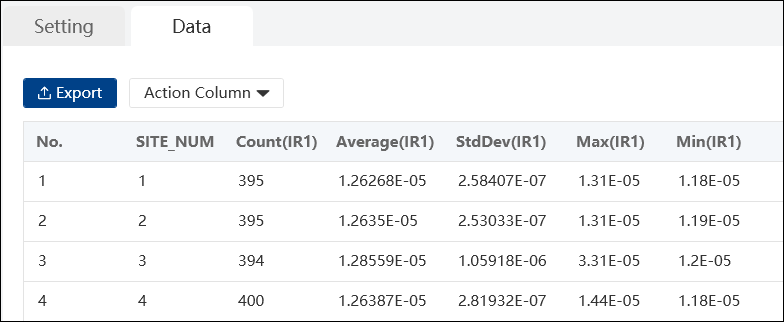 Setting Data
Export Action Column
No. SITE_NUM Count(IR1) Average(IR1) StdDev(IR1) Max(IR1) Min(IR1)
1 1 395 1.26268E-05 2.58407E-07 1.31E-05 1.18E-05
2 2 395 1.2635E-05 2.53033E-07 1.31E-05 1.19E-05
3 3 394 1.28559E-05 1.05918E-06 3.31E-05 1.2E-05
4 4 400 1.26387E-05 2.81932E-07 1.44E-05 1.18E-05